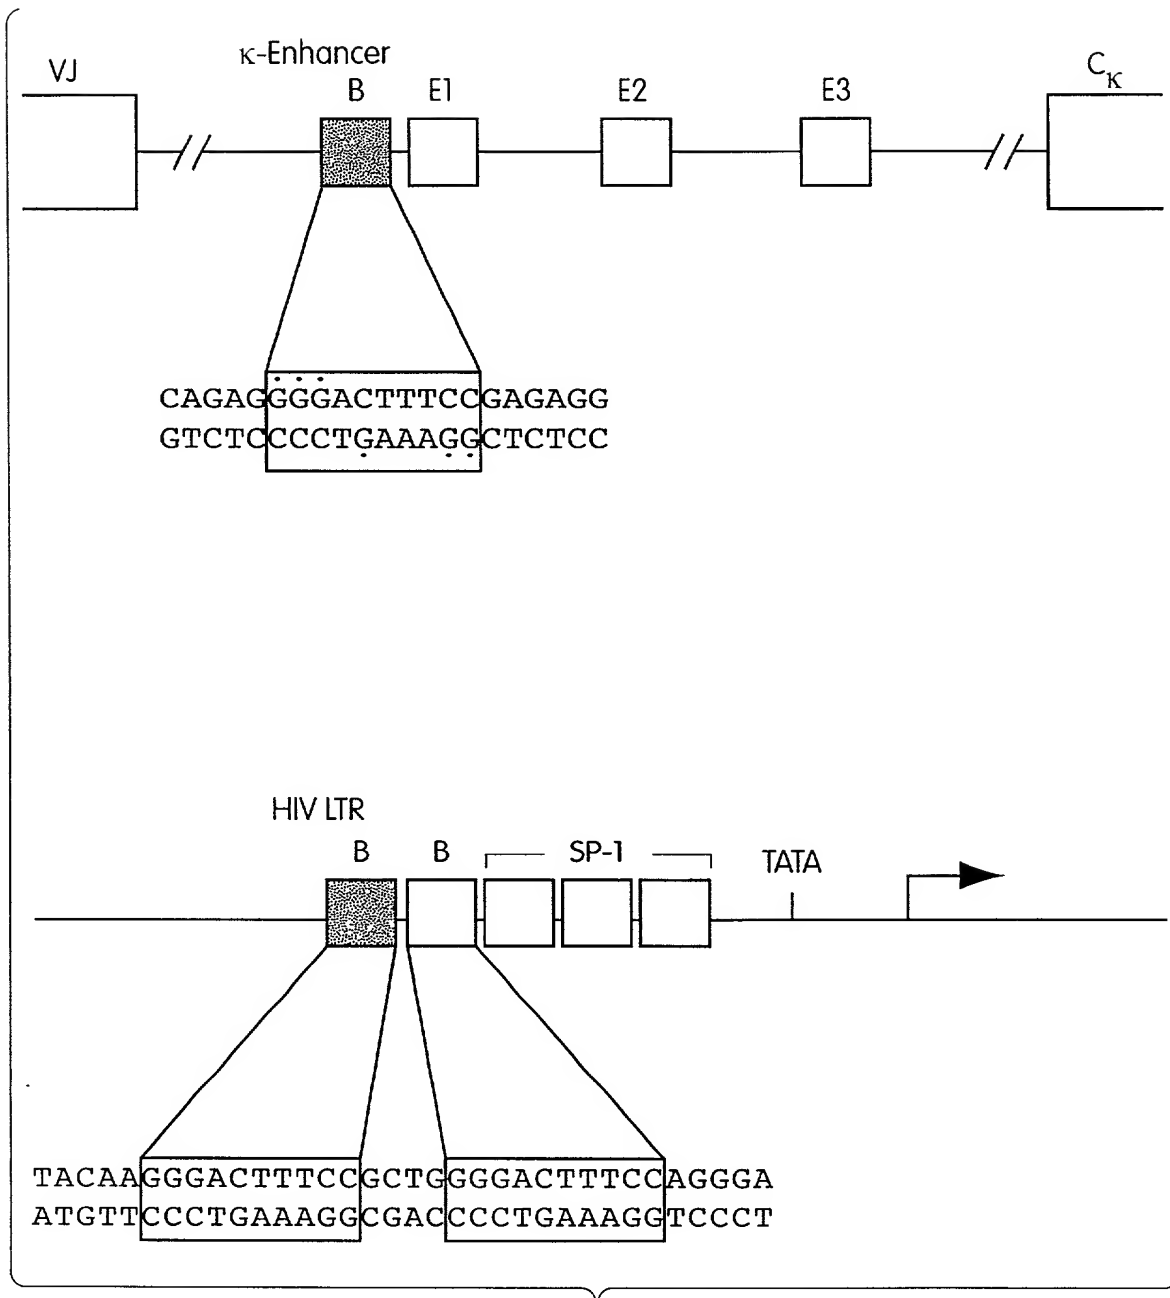 κ-Enhancer
VJ
B E1 E2 E3 Cκ
CAGAGGGGACTTTCCGAGAGG
GTCTCCCCTGAAAGGCTCTCC
HIV LTR
B B SP-1 TATA
TACAAGGGACTTTCCGCTGGGGACTTTCCAGGGA
ATGTTCCCTGAAAGGCGACCCCTGAAAGGTCCCT